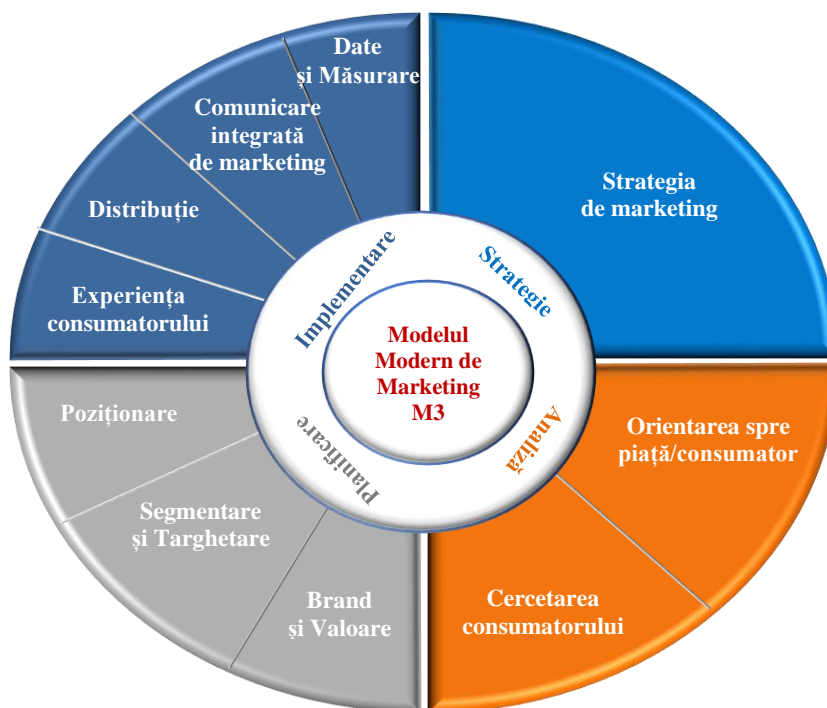 Date
și Măsurare
Comunicare
integrată
de marketing
Distribuție
Experiența
consumatorului
Strategia
de marketing
Implementare
Strategie
Modelul
Modern de
Marketing
M3
Planificare
Analiză
Poziționare
Segmentare
și Targhetare
Brand
și Valoare
Orientarea spre
piață/consumator
Cercetarea
consumatorului